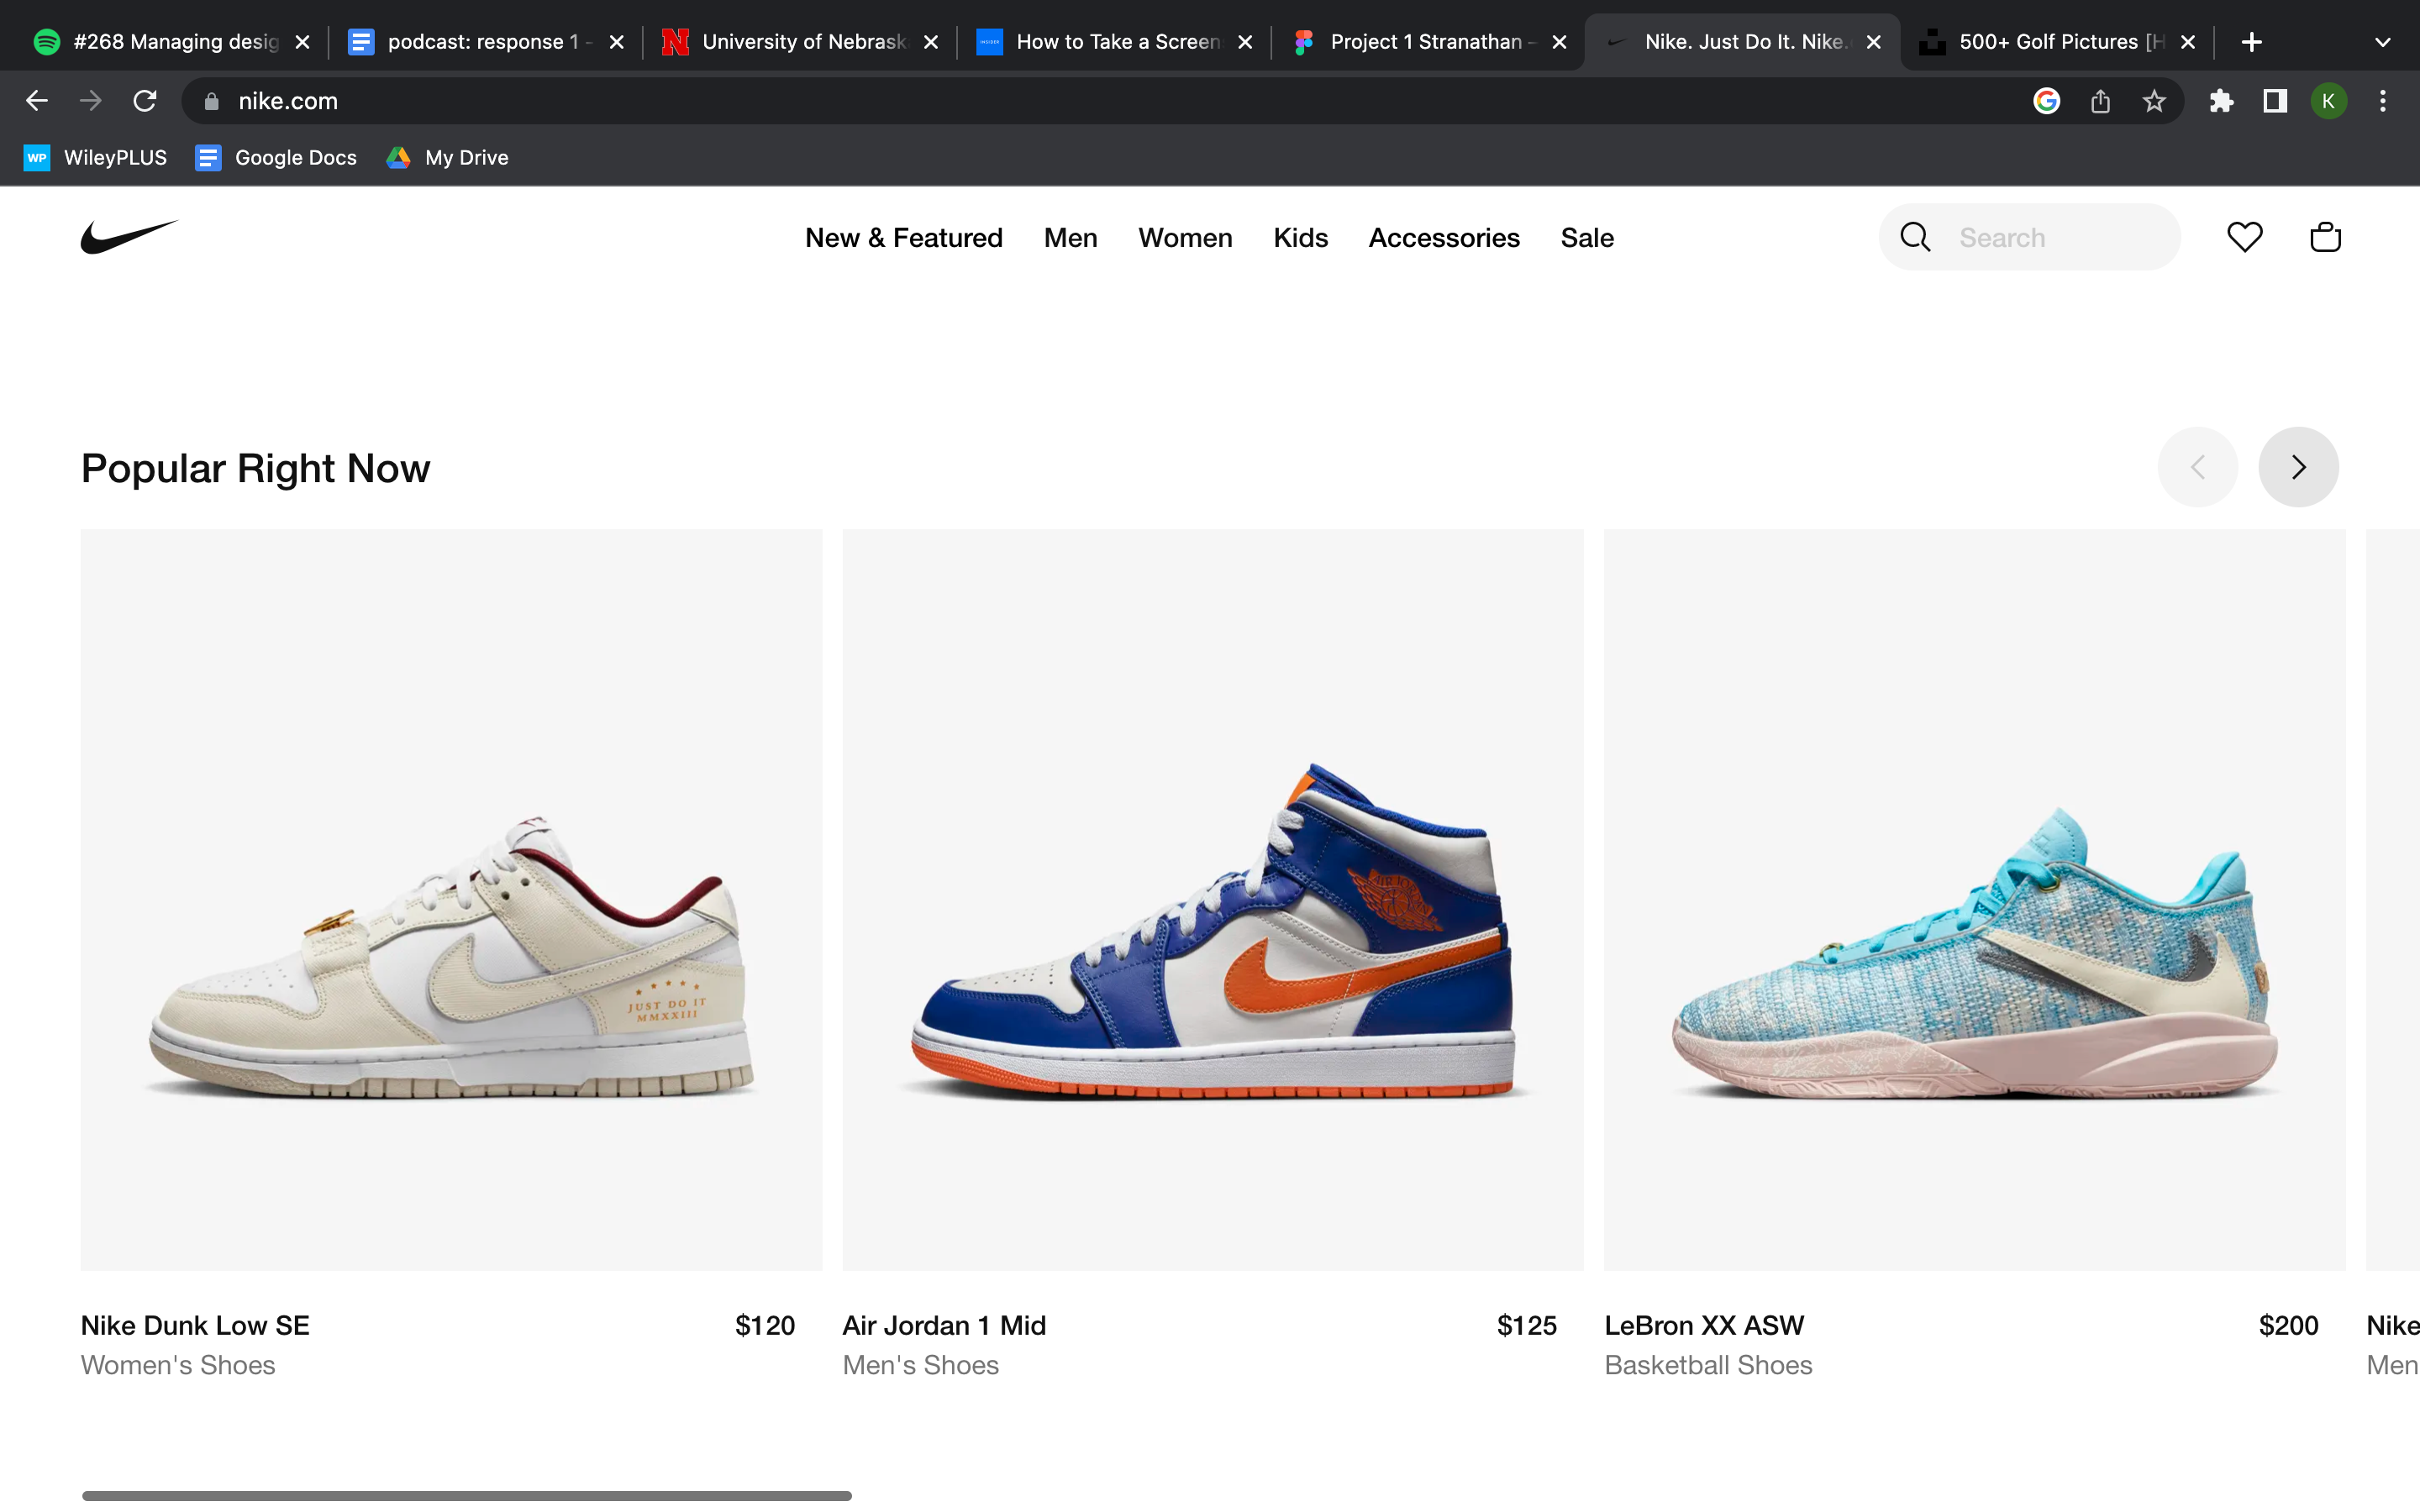 #268 Managing desig
podcast: response 1 -
University of Nebrask
How to Take a Screen
Project 1 Stranathan –
Nike. Just Do It. Nike.
500+ Golf Pictures [H
nike.com
K
WP WileyPLUS
Google Docs
My Drive
New & Featured
Men
Women
Kids
Accessories
Sale
Search
Popular Right Now
JUST DO IT
MMXXIII
Nike Dunk Low SE
$120
Women's Shoes
Air Jordan 1 Mid
$125
Men's Shoes
LeBron XX ASW
$200
Basketball Shoes
Nike
Men